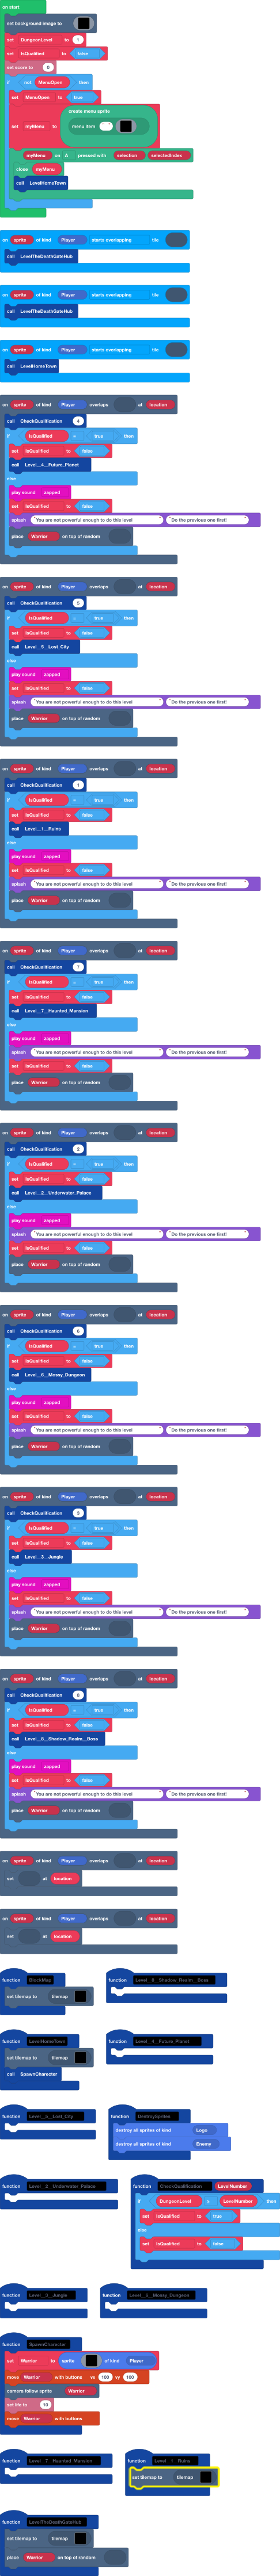 on start
set background image to
set DungeonLevel to 1
set IsQualified to false
set score to 0
if not MenuOpen then
set MenuOpen to true
create menu sprite
set myMenu to menu item " "
myMenu on A pressed with selection selectedIndex
close myMenu
call LevelHomeTown
on sprite of kind Player starts overlapping tile
call LevelTheDeathGateHub
on sprite of kind Player starts overlapping tile
call LevelTheDeathGateHub
on sprite of kind Player starts overlapping tile
call LevelHomeTown
on sprite of kind Player overlaps at location
call CheckQualification 4
if IsQualified = true then
set IsQualified to false
call Level__4__Future_Planet
else
play sound zapped
set IsQualified to false
splash "You are not powerful enough to do this level" "Do the previous one first!"
place Warrior on top of random
on sprite of kind Player overlaps at location
call CheckQualification 5
if IsQualified = true then
set IsQualified to false
call Level__5__Lost_City
else
play sound zapped
set IsQualified to false
splash "You are not powerful enough to do this level" "Do the previous one first!"
place Warrior on top of random
on sprite of kind Player overlaps at location
call CheckQualification 1
if IsQualified = true then
set IsQualified to false
call Level__1__Ruins
else
play sound zapped
set IsQualified to false
splash "You are not powerful enough to do this level" "Do the previous one first!"
place Warrior on top of random
on sprite of kind Player overlaps at location
call CheckQualification 7
if IsQualified = true then
set IsQualified to false
call Level__7__Haunted_Mansion
else
play sound zapped
splash "You are not powerful enough to do this level" "Do the previous one first!"
set IsQualified to false
place Warrior on top of random
on sprite of kind Player overlaps at location
call CheckQualification 2
if IsQualified = true then
set IsQualified to false
call Level__2__Underwater_Palace
else
play sound zapped
splash "You are not powerful enough to do this level" "Do the previous one first!"
set IsQualified to false
place Warrior on top of random
on sprite of kind Player overlaps at location
call CheckQualification 6
if IsQualified = true then
set IsQualified to false
call Level__6__Mossy_Dungeon
else
play sound zapped
set IsQualified to false
splash "You are not powerful enough to do this level" "Do the previous one first!"
place Warrior on top of random
on sprite of kind Player overlaps at location
call CheckQualification 3
if IsQualified = true then
set IsQualified to false
call Level__3__Jungle
else
play sound zapped
set IsQualified to false
splash "You are not powerful enough to do this level" "Do the previous one first!"
place Warrior on top of random
on sprite of kind Player overlaps at location
call CheckQualification 8
if IsQualified = true then
set IsQualified to false
call Level__8__Shadow_Realm__Boss
else
play sound zapped
set IsQualified to false
splash "You are not powerful enough to do this level" "Do the previous one first!"
place Warrior on top of random
on sprite of kind Player overlaps at location
set at location
on sprite of kind Player overlaps at location
set at location
function BlockMap
set tilemap to tilemap
function Level__8__Shadow_Realm__Boss
function LevelHomeTown
set tilemap to tilemap
call SpawnCharecter
function Level__4__Future_Planet
function Level__5__Lost_City
function DestroySprites
destroy all sprites of kind Logo
destroy all sprites of kind Enemy
function Level__2__Underwater_Palace
function CheckQualification LevelNumber
if DungeonLevel ≥ LevelNumber then
set IsQualified to true
else
set IsQualified to false
function Level__3__Jungle
function Level__6__Mossy_Dungeon
function SpawnCharecter
set Warrior to sprite of kind Player
move Warrior with buttons vx 100 vy 100
camera follow sprite Warrior
set life to 10
move Warrior with buttons
function Level__7__Haunted_Mansion
function Level__1__Ruins
set tilemap to tilemap
function LevelTheDeathGateHub
set tilemap to tilemap
place Warrior on top of random